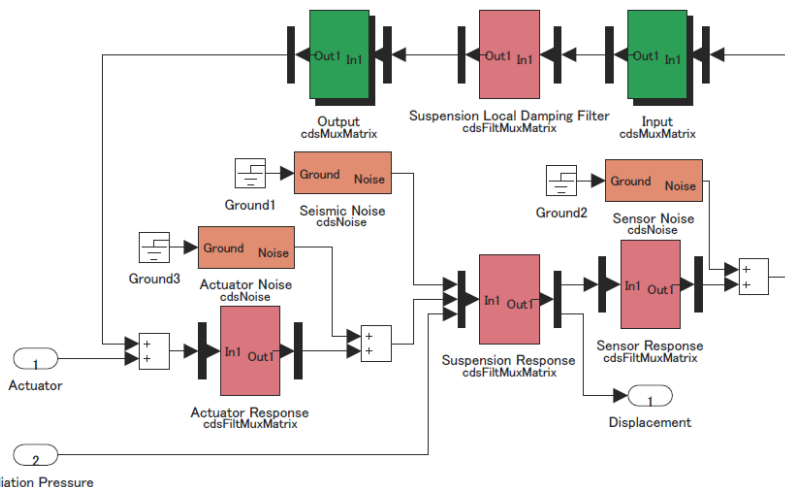 Out1 In1
Output
cdsMuxMatrix
Out1 In1
Suspension Local Damping Filter
cdsFiltMuxMatrix
Out1 In1
Input
cdsMuxMatrix
Ground1
Ground Noise
Seismic Noise
cdsNoise
Ground2
Ground Noise
Sensor Noise
cdsNoise
Ground3
Ground Noise
Actuator Noise
cdsNoise
1
Actuator
+
+
In1 Out1
Actuator Response
cdsFiltMuxMatrix
+
+
In1 Out1
Suspension Response
cdsFiltMuxMatrix
In1 Out1
Sensor Response
cdsFiltMuxMatrix
+
+
1
Displacement
2
liation Pressure